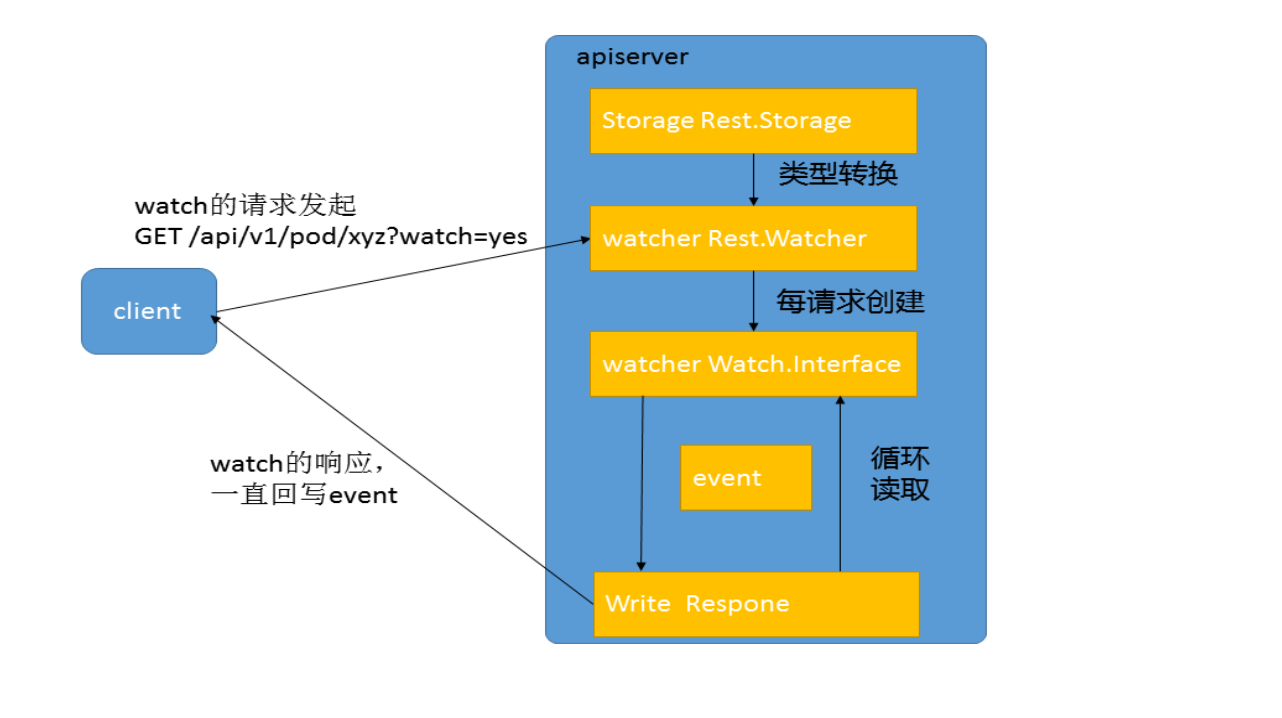 apiserver
Storage Rest.Storage
类型转换
watch的请求发起
GET /api/v1/pod/xyz?watch=yes
watcher Rest.Watcher
client
每请求创建
watcher Watch.Interface
watch的响应,
一直回写event
event
循环
读取
Write Respone